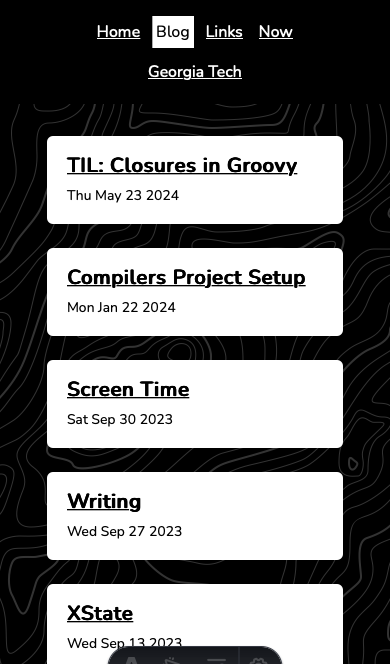 Home Blog Links Now
Georgia Tech
TIL: Closures in Groovy
Thu May 23 2024
Compilers Project Setup
Mon Jan 22 2024
Screen Time
Sat Sep 30 2023
Writing
Wed Sep 27 2023
XState
Wed Sep 13 2023